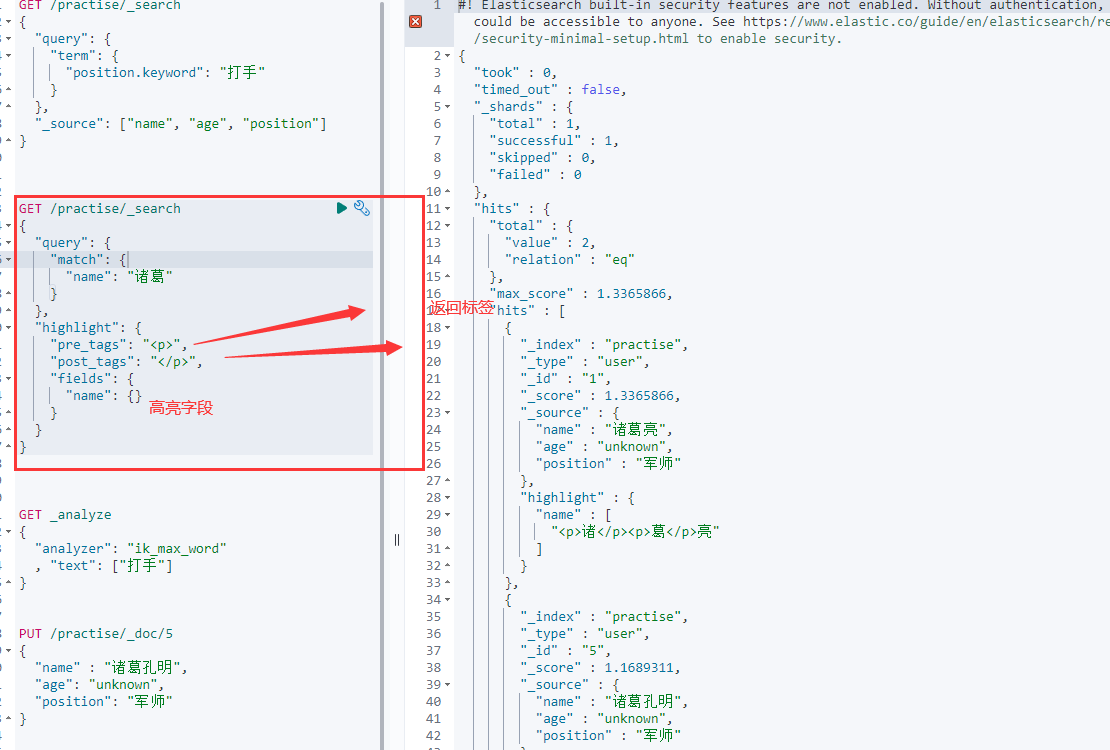 GET /practise/_search
{
"query": {
"term": {
"position.keyword": "打手"
}
},
"_source": ["name", "age", "position"]
}
GET /practise/_search
{
"query": {
"match": {
"name": "诸葛"
}
},
"highlight": {
"pre_tags": "<p>",
"post_tags": "</p>",
"fields": {
"name": {}
}
}
}
返回标签
高亮字段
GET _analyze
{
"analyzer": "ik_max_word"
, "text": ["打手"]
}
PUT /practise/_doc/5
{
"name" : "诸葛孔明",
"age": "unknown",
"position": "军师"
}
1 #! Elasticsearch built-in security features are not enabled. Without authentication,
could be accessible to anyone. See https://www.elastic.co/guide/en/elasticsearch/re
/security-minimal-setup.html to enable security.
2 {
3 "took" : 0,
4 "timed_out" : false,
5 "_shards" : {
6 "total" : 1,
7 "successful" : 1,
8 "skipped" : 0,
9 "failed" : 0
10 },
11 "hits" : {
12 "total" : {
13 "value" : 2,
14 "relation" : "eq"
15 },
16 "max_score" : 1.3365866,
"hits" : [
18 {
19 "_index" : "practise",
20 "_type" : "user",
21 "_id" : "1",
22 "_score" : 1.3365866,
23 "_source" : {
24 "name" : "诸葛亮",
25 "age" : "unknown",
26 "position" : "军师"
27 },
28 "highlight" : {
29 "name" : [
30 "<p>诸</p><p>葛</p>亮"
31 ]
32 }
33 },
34 {
35 "_index" : "practise",
36 "_type" : "user",
37 "_id" : "5",
38 "_score" : 1.1689311,
39 "_source" : {
40 "name" : "诸葛孔明",
41 "age" : "unknown",
42 "position" : "军师"